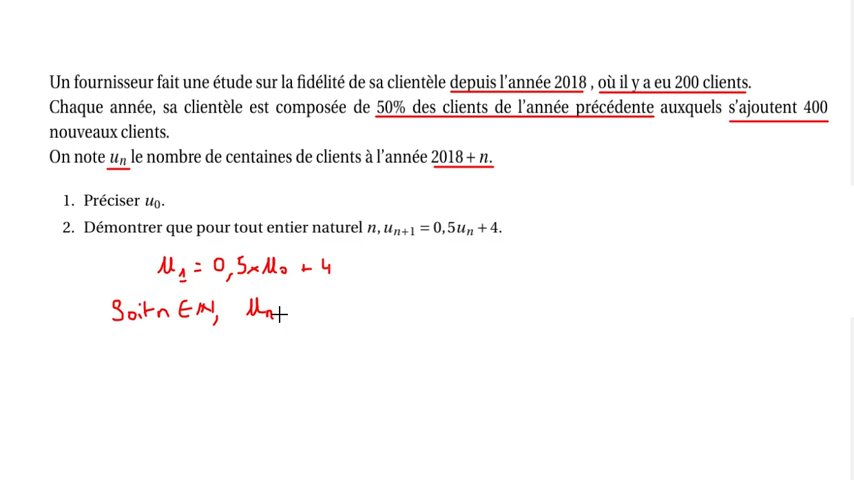 Un fournisseur fait une étude sur la fidélité de sa clientèle depuis l'année 2018 , où il y a eu 200 clients.
Chaque année, sa clientèle est composée de 50% des clients de l'année précédente auxquels s'ajoutent 400
nouveaux clients.
On note uₙ le nombre de centaines de clients à l'année 2018 + n.
1. Préciser u₀.
2. Démontrer que pour tout entier naturel n, uₙ₊₁ = 0,5uₙ + 4.
u₁ = 0,5×u₀ + 4
Soit n ∈ ℕ, uₙ